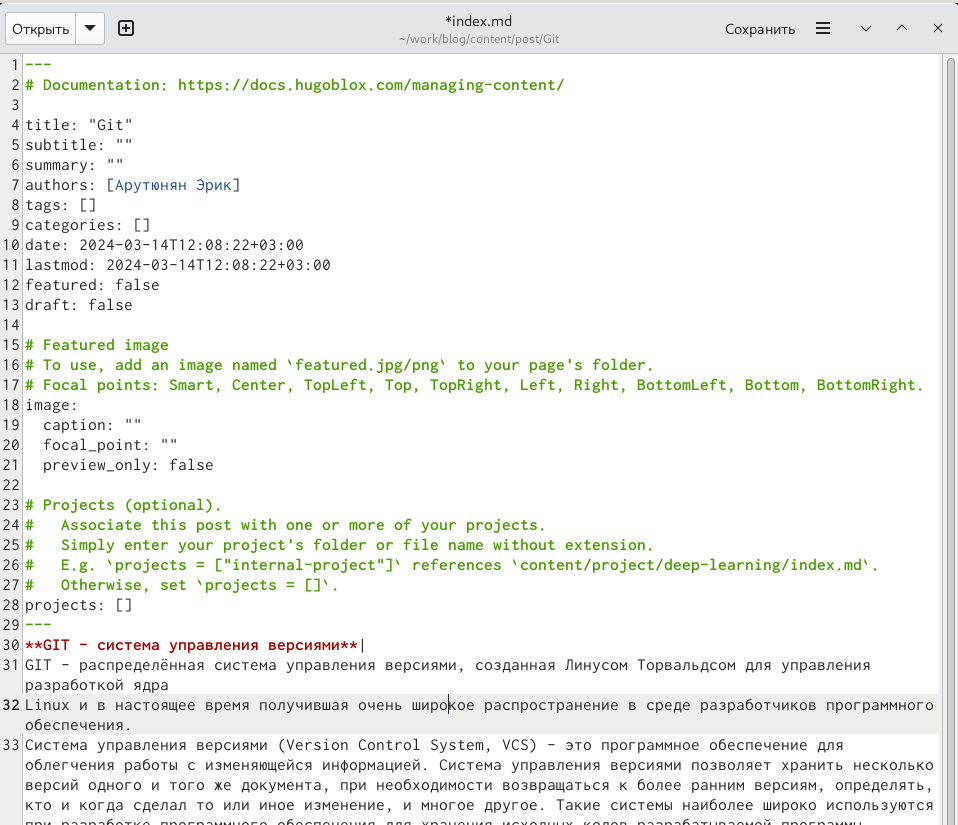 Открыть
*index.md
~/work/blog/content/post/Git
Сохранить
1 ---
2 # Documentation: https://docs.hugoblox.com/managing-content/
3
4 title: "Git"
5 subtitle: ""
6 summary: ""
7 authors: [Арутюнян Эрик]
8 tags: []
9 categories: []
10 date: 2024-03-14T12:08:22+03:00
11 lastmod: 2024-03-14T12:08:22+03:00
12 featured: false
13 draft: false
14
15 # Featured image
16 # To use, add an image named `featured.jpg/png` to your page's folder.
17 # Focal points: Smart, Center, TopLeft, Top, TopRight, Left, Right, BottomLeft, Bottom, BottomRight.
18 image:
19   caption: ""
20   focal_point: ""
21   preview_only: false
22
23 # Projects (optional).
24 #   Associate this post with one or more of your projects.
25 #   Simply enter your project's folder or file name without extension.
26 #   E.g. `projects = ["internal-project"]` references `content/project/deep-learning/index.md`.
27 #   Otherwise, set `projects = []`.
28 projects: []
29 ---
30 **GIT - система управления версиями**|
31 GIT - распределённая система управления версиями, созданная Линусом Торвальдсом для управления
разработкой ядра
32 Linux и в настоящее время получившая очень широкое распространение в среде разработчиков программного
обеспечения.
33 Система управления версиями (Version Control System, VCS) - это программное обеспечение для
облегчения работы с изменяющейся информацией. Система управления версиями позволяет хранить несколько
версий одного и того же документа, при необходимости возвращаться к более ранним версиям, определять,
кто и когда сделал то или иное изменение, и многое другое. Такие системы наиболее широко используются
при разработке программного обеспечения для хранения исходных кодов разрабатываемой программы.